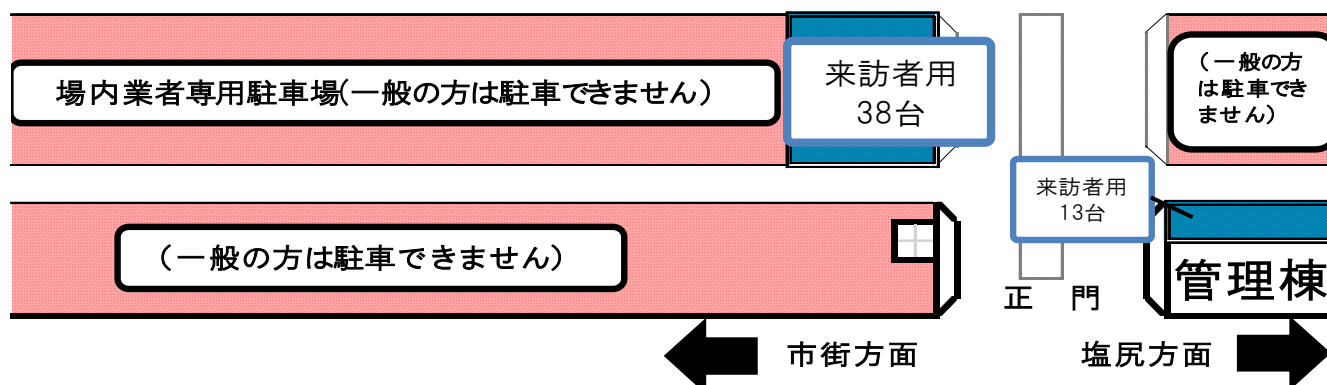 場内業者専用駐車場(一般の方は駐車できません)
来訪者用
38台
(一般の方
は駐車でき
ません)
来訪者用
13台
(一般の方は駐車できません)
管理棟
正　門
市街方面
塩尻方面